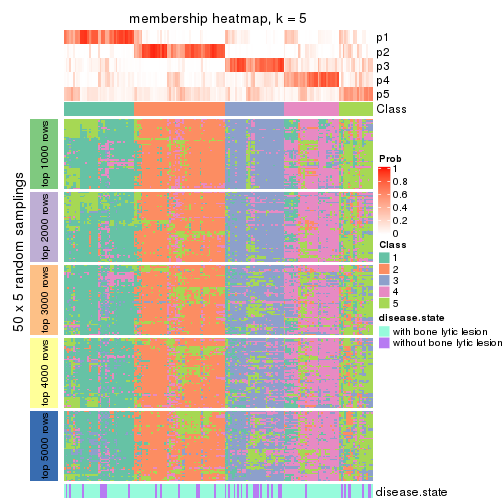 membership heatmap, k = 5
p1
p2
p3
p4
p5
Class
50 x 5 random samplings
top 1000 rows
top 2000 rows
top 3000 rows
top 4000 rows
top 5000 rows
Prob
1
0.8
0.6
0.4
0.2
0
Class
1
2
3
4
5
disease.state
with bone lytic lesion
without bone lytic lesion
disease.state